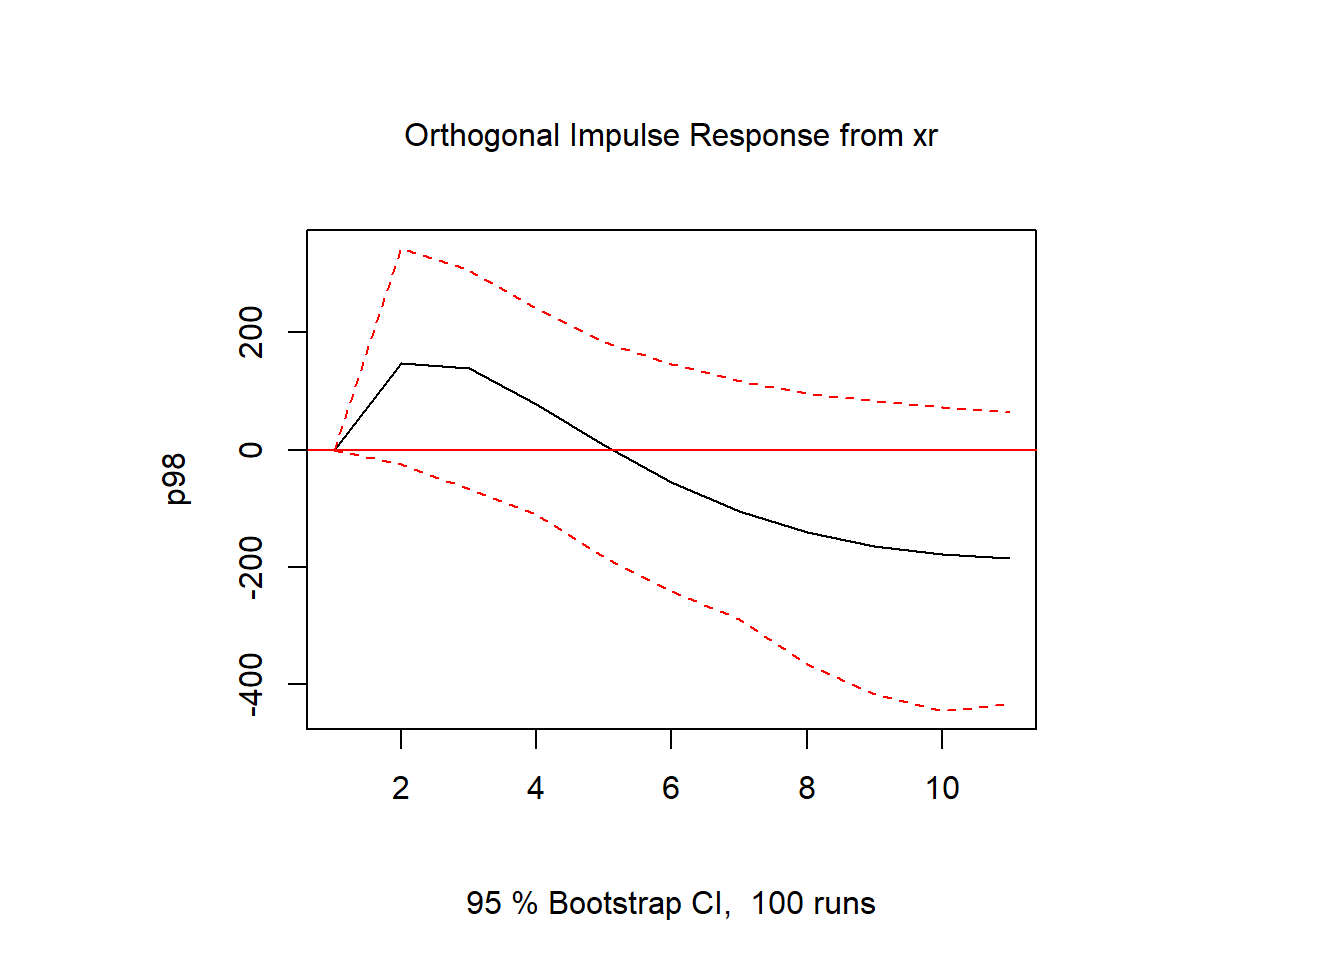 Orthogonal Impulse Response from xr
200
0
-200
-400
p98
2 4 6 8 10
95 % Bootstrap CI,  100 runs